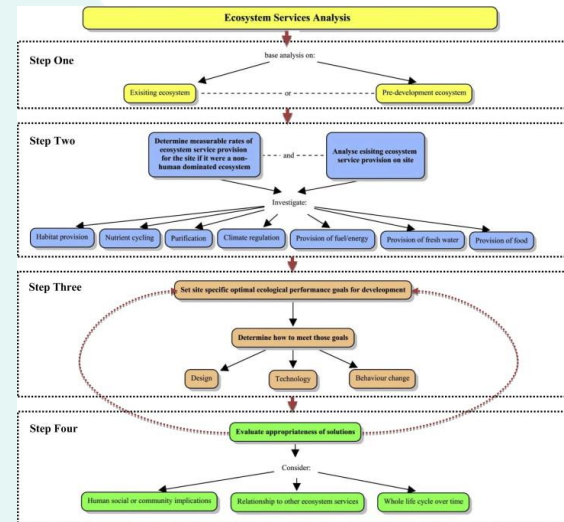 Ecosystem Services Analysis
Step One
base analysis on:
Exisiting ecosystem
or
Pre-development ecosystem
Step Two
Determine measurable rates of
ecosystem service provision
for the site if it were a non-
human dominated ecosystem
and
Analyse exisitng ecosystem
service provision on site
Investigate:
Habitat provision
Nutrient cycling
Purification
Climate regulation
Provision of fuel/energy
Provision of fresh water
Provision of food
Step Three
Set site specific optimal ecological performance goals for development
Determine how to meet those goals
Design
Technology
Behaviour change
Step Four
Evaluate appropriateness of solutions
Consider:
Human social or community implications
Relationship to other ecosystem services
Whole life cycle over time